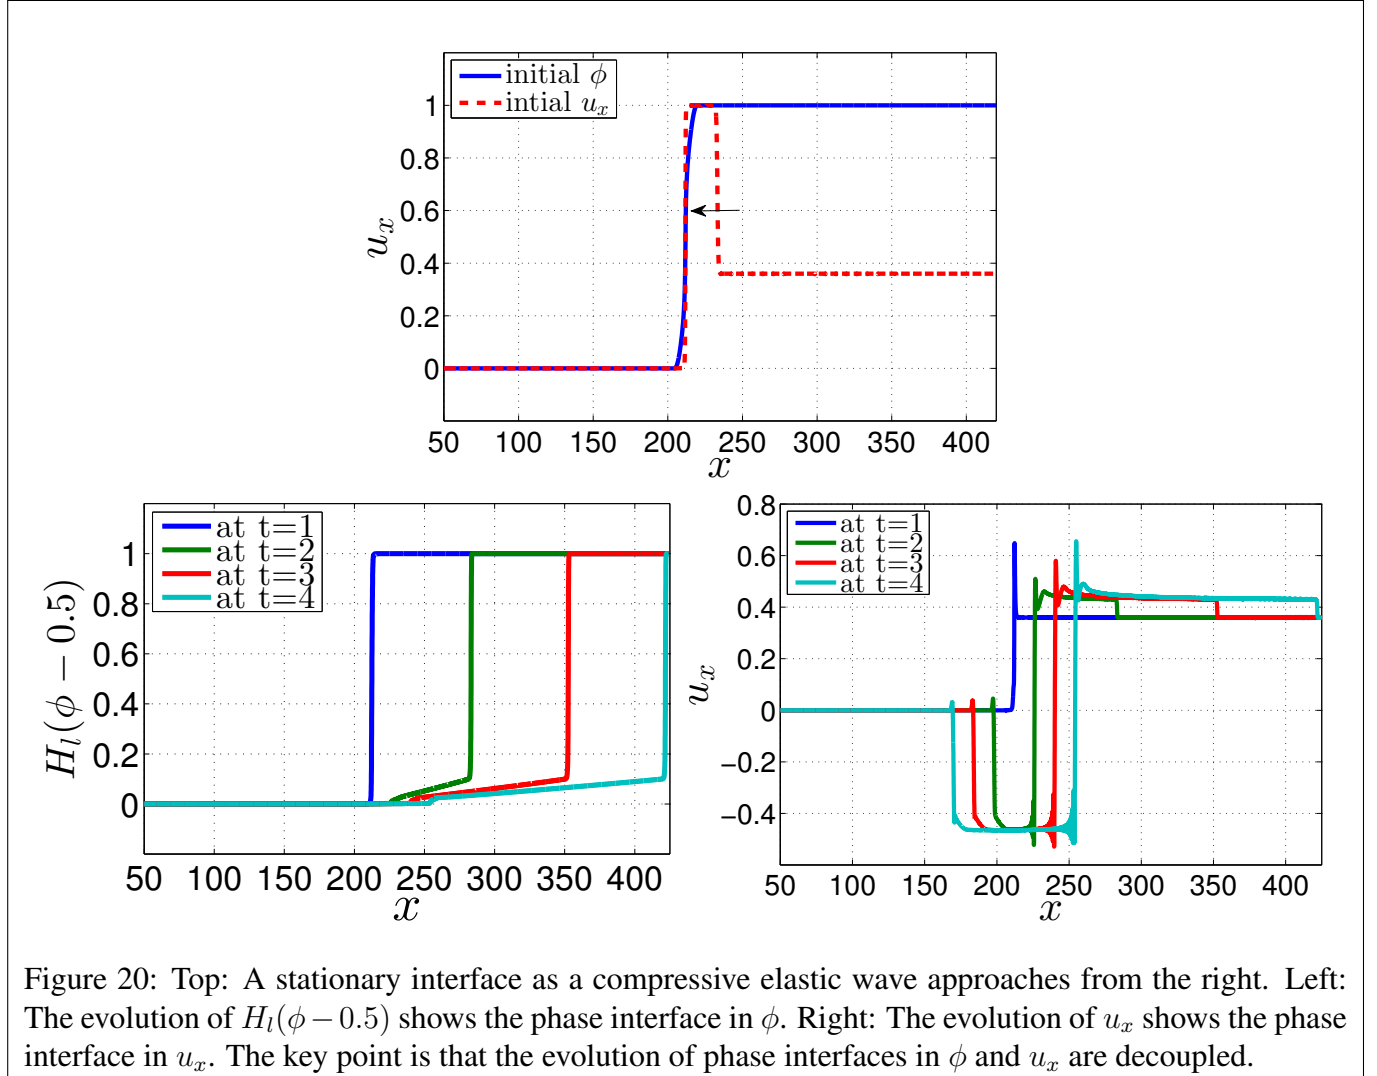 initial ϕ
intial u_x
1
0.8
0.6
0.4
0.2
0
u_x
50 100 150 200 250 300 350 400
x
at t=1
at t=2
at t=3
at t=4
1
0.8
0.6
0.4
0.2
0
H_l(ϕ − 0.5)
50 100 150 200 250 300 350 400
x
at t=1
at t=2
at t=3
at t=4
0.8
0.6
0.4
0.2
0
−0.2
−0.4
u_x
50 100 150 200 250 300 350 400
x
Figure 20: Top: A stationary interface as a compressive elastic wave approaches from the right. Left:
The evolution of H_l(ϕ − 0.5) shows the phase interface in ϕ. Right: The evolution of u_x shows the phase
interface in u_x. The key point is that the evolution of phase interfaces in ϕ and u_x are decoupled.